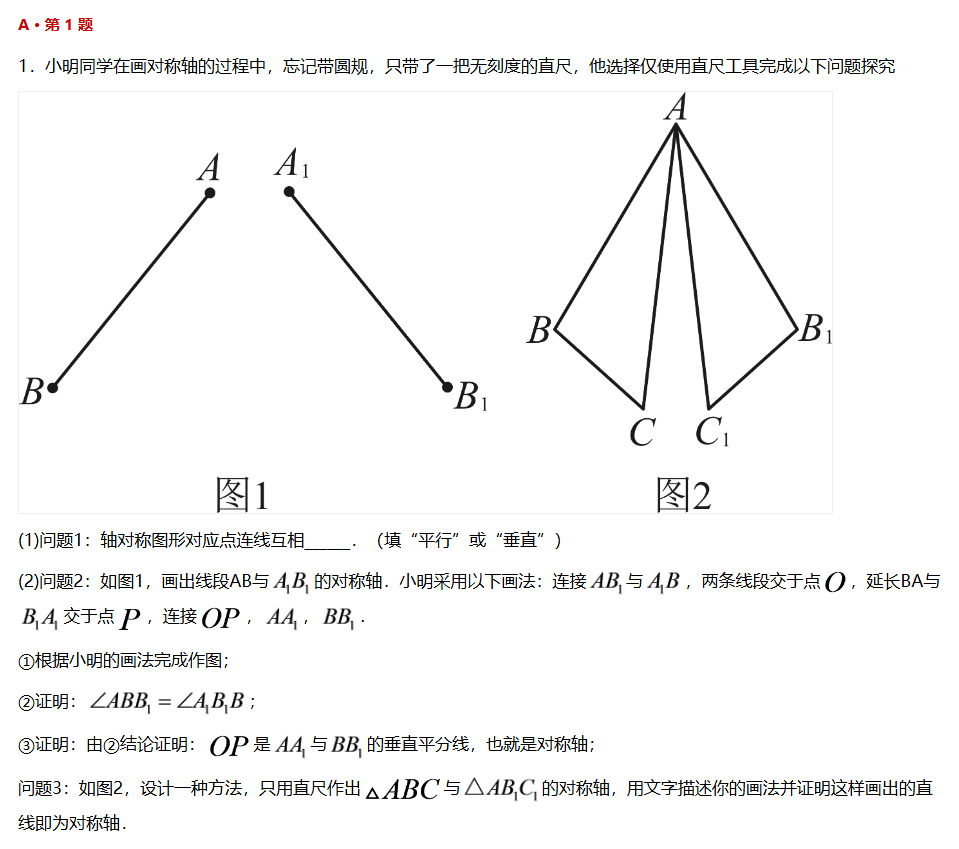 A · 第 1 题
1．小明同学在画对称轴的过程中，忘记带圆规，只带了一把无刻度的直尺，他选择仅使用直尺工具完成以下问题探究
A A₁ B B₁ 图1
A B B₁ C C₁ 图2
(1)问题1：轴对称图形对应点连线互相______．（填“平行”或“垂直”）
(2)问题2：如图1，画出线段AB与A₁B₁的对称轴．小明采用以下画法：连接AB₁与A₁B，两条线段交于点O，延长BA与
B₁A₁交于点P，连接OP，AA₁，BB₁．
①根据小明的画法完成作图；
②证明：∠ABB₁=∠A₁B₁B；
③证明：由②结论证明：OP是AA₁与BB₁的垂直平分线，也就是对称轴；
问题3：如图2，设计一种方法，只用直尺作出△ABC与△AB₁C₁的对称轴，用文字描述你的画法并证明这样画出的直
线即为对称轴．